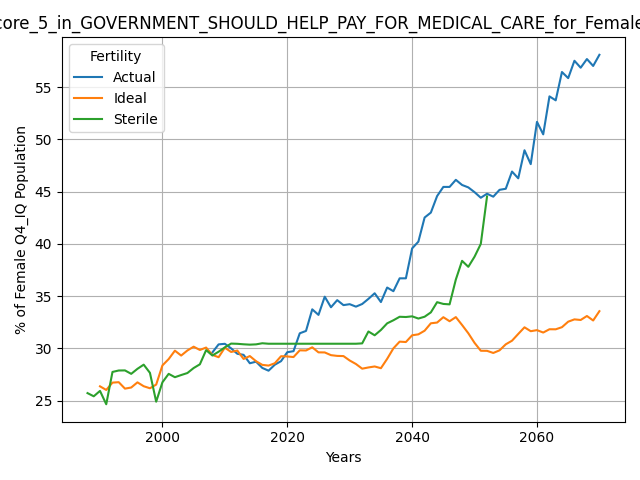 core_5_in_GOVERNMENT_SHOULD_HELP_PAY_FOR_MEDICAL_CARE_for_Female
Fertility
Actual
Ideal
Sterile
% of Female Q4_IQ Population
55
50
45
40
35
30
25
2000
2020
2040
2060
Years